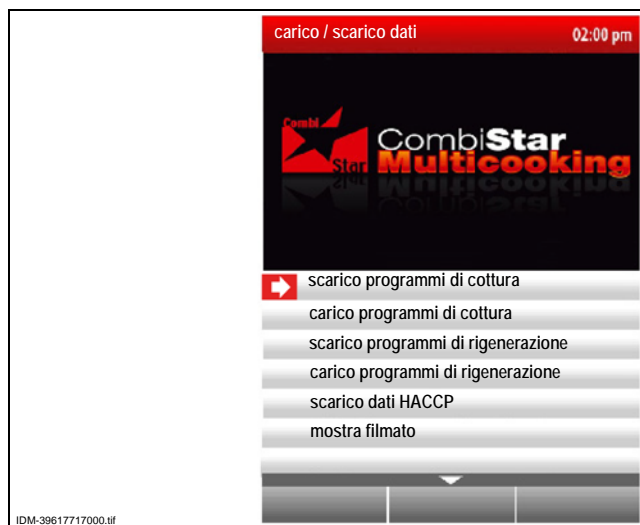 carico / scarico dati 02:00 pm
Combi
Star
CombiStar
Multicooking
scarico programmi di cottura
carico programmi di cottura
scarico programmi di rigenerazione
carico programmi di rigenerazione
scarico dati HACCP
mostra filmato
IDM-39617717000.tif